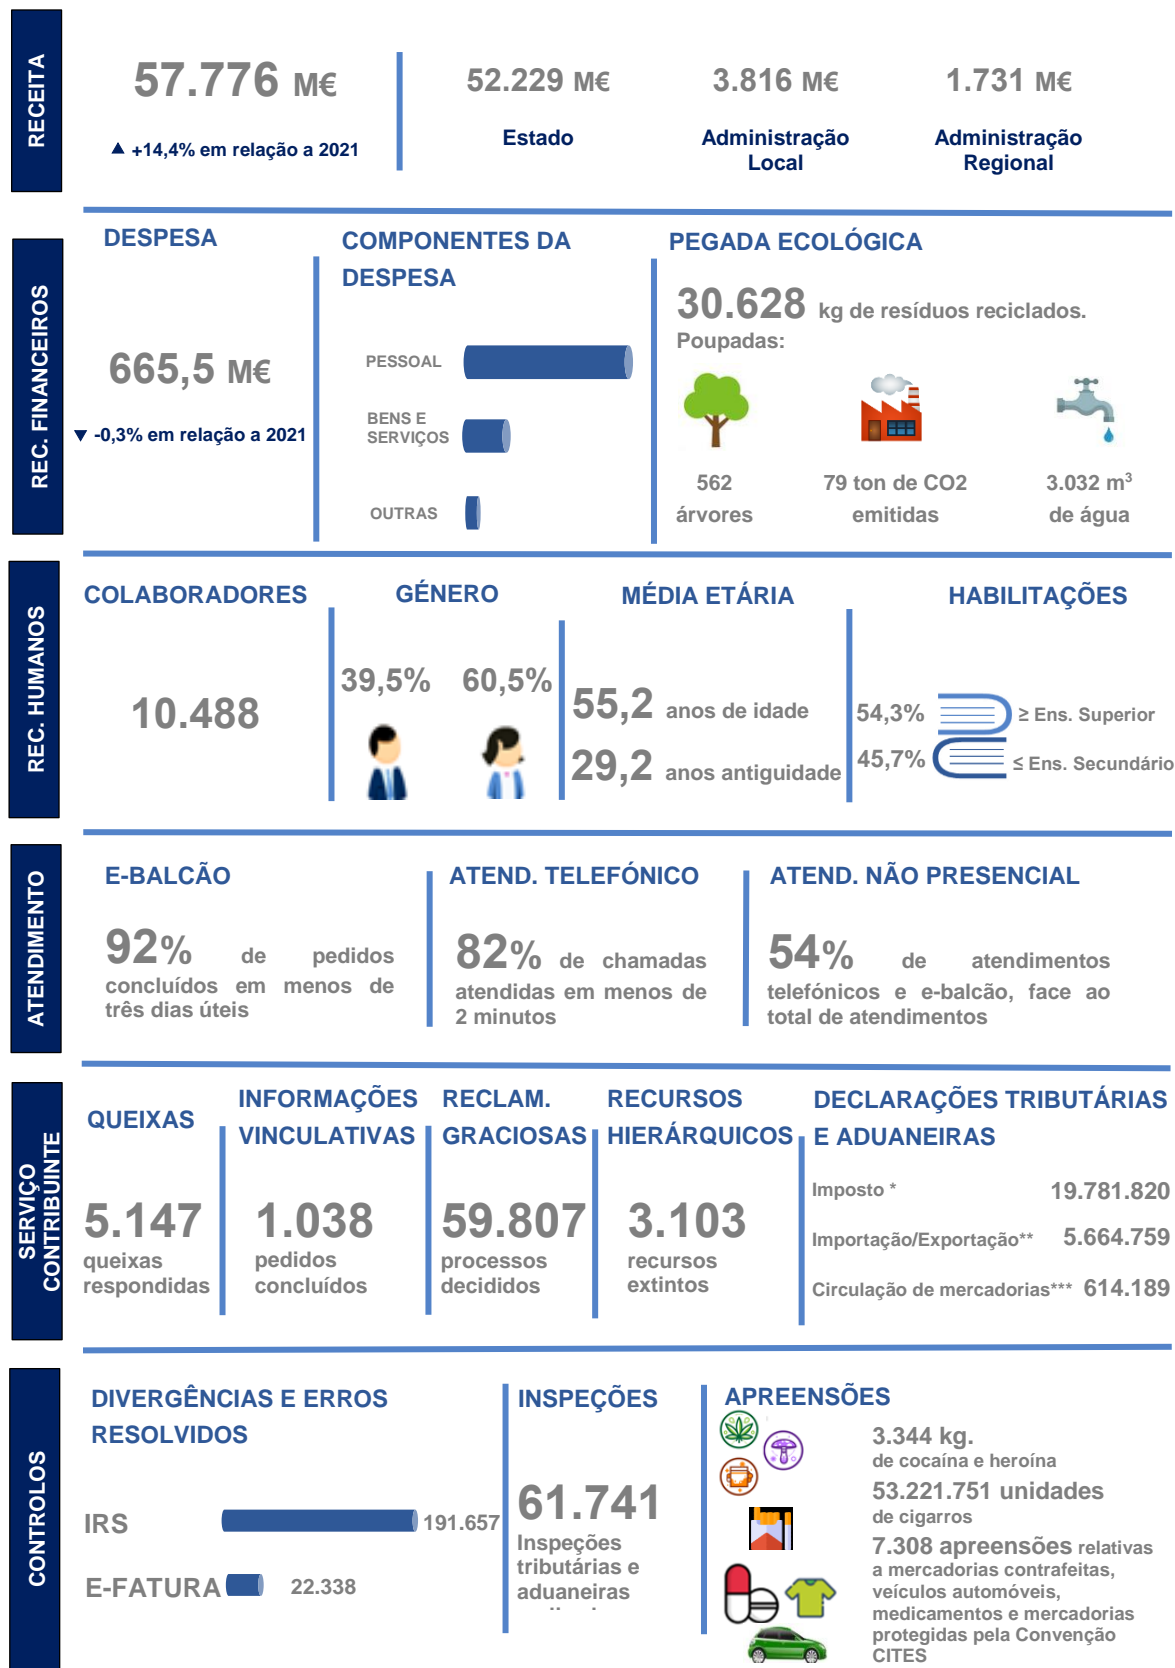 RECEITA
57.776 M€
▲ +14,4% em relação a 2021
52.229 M€
Estado
3.816 M€
Administração
Local
1.731 M€
Administração
Regional
REC. FINANCEIROS
DESPESA
665,5 M€
▼ -0,3% em relação a 2021
COMPONENTES DA
DESPESA
PESSOAL
BENS E
SERVIÇOS
OUTRAS
PEGADA ECOLÓGICA
30.628 kg de resíduos reciclados.
Poupadas:
562
árvores
79 ton de CO2
emitidas
3.032 m³
de água
REC. HUMANOS
COLABORADORES
10.488
GÉNERO
39,5% 60,5%
MÉDIA ETÁRIA
55,2 anos de idade
29,2 anos antiguidade
HABILITAÇÕES
54,3% ≥ Ens. Superior
45,7% ≤ Ens. Secundário
ATENDIMENTO
E-BALCÃO
92% de pedidos
concluídos em menos de
três dias úteis
ATEND. TELEFÓNICO
82% de chamadas
atendidas em menos de
2 minutos
ATEND. NÃO PRESENCIAL
54% de atendimentos
telefónicos e e-balcão, face ao
total de atendimentos
SERVIÇO
CONTRIBUINTE
QUEIXAS
5.147
queixas
respondidas
INFORMAÇÕES
VINCULATIVAS
1.038
pedidos
concluídos
RECLAM.
GRACIOSAS
59.807
processos
decididos
RECURSOS
HIERÁRQUICOS
3.103
recursos
extintos
DECLARAÇÕES TRIBUTÁRIAS
E ADUANEIRAS
Imposto * 19.781.820
Importação/Exportação** 5.664.759
Circulação de mercadorias*** 614.189
CONTROLOS
DIVERGÊNCIAS E ERROS
RESOLVIDOS
IRS 191.657
E-FATURA 22.338
INSPEÇÕES
61.741
Inspeções
tributárias e
aduaneiras
APREENSÕES
3.344 kg.
de cocaína e heroína
53.221.751 unidades
de cigarros
7.308 apreensões relativas
a mercadorias contrafeitas,
veículos automóveis,
medicamentos e mercadorias
protegidas pela Convenção
CITES